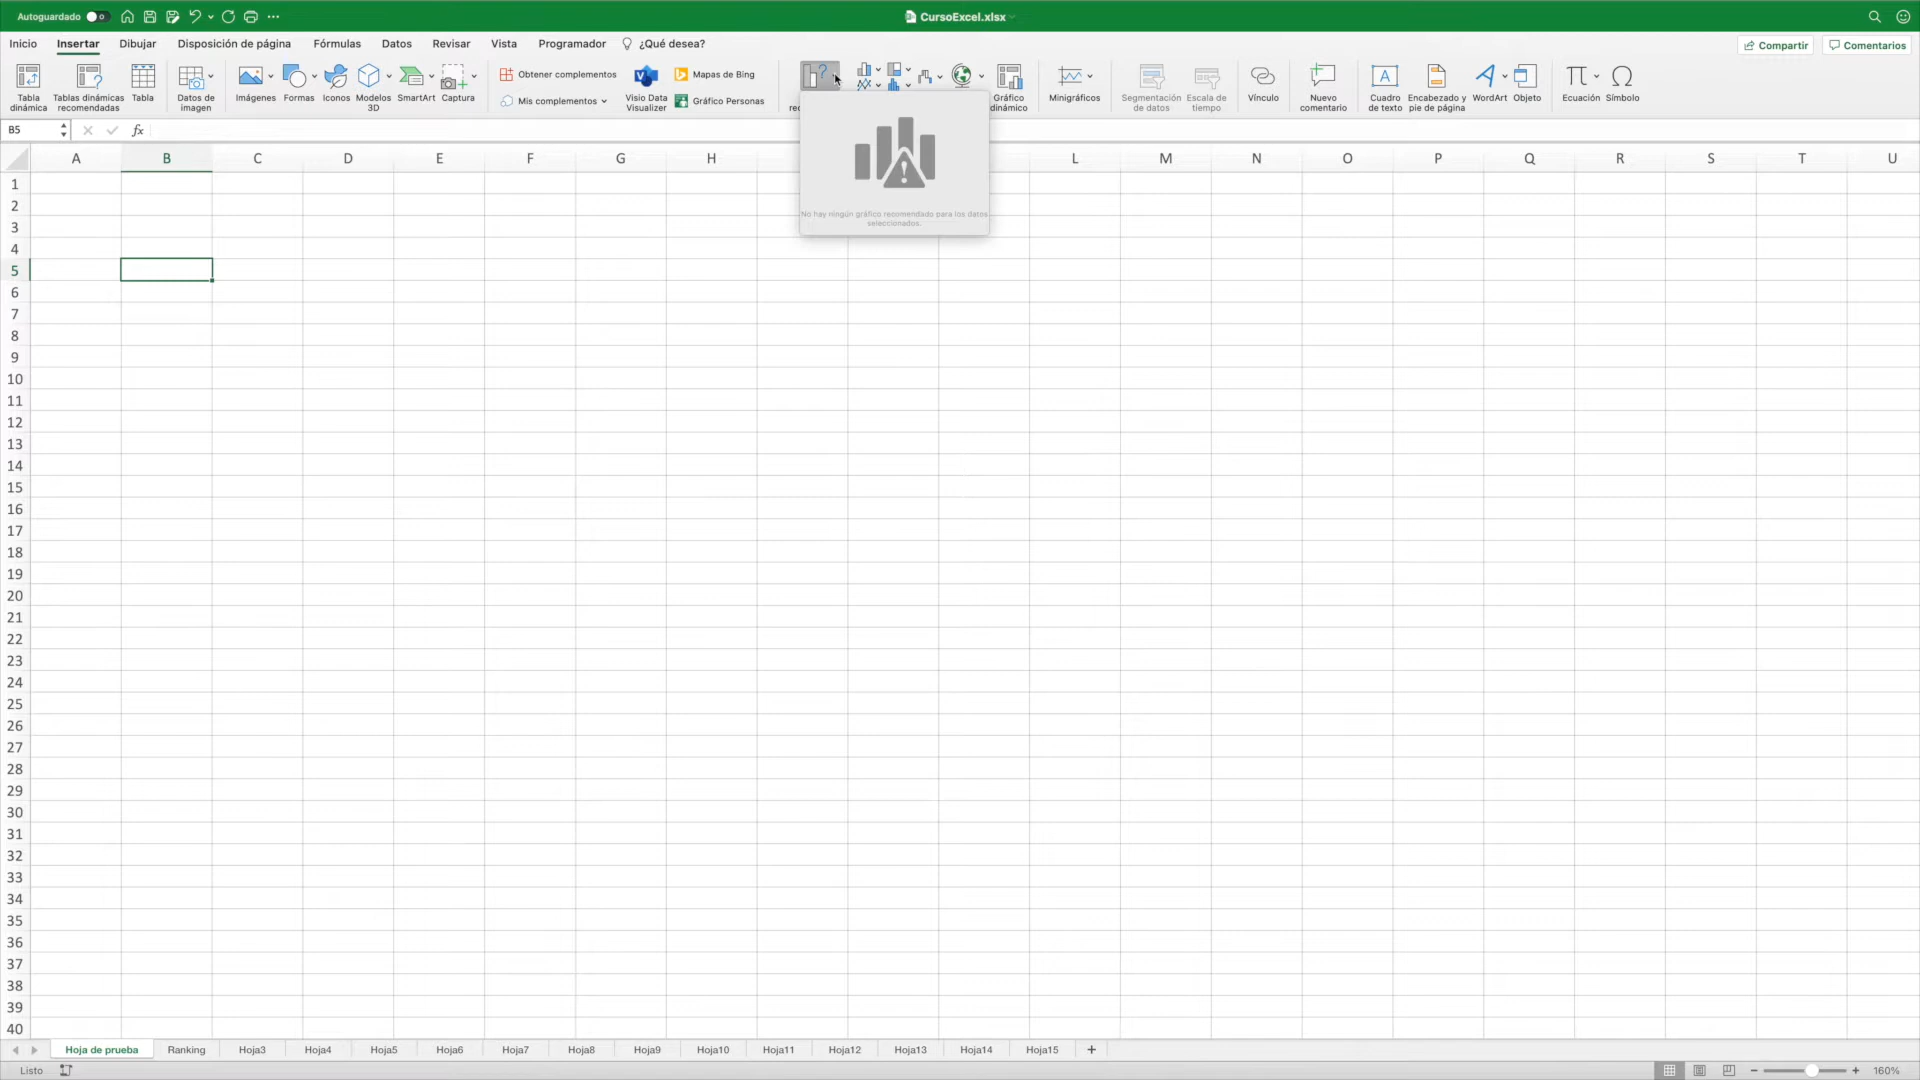 Autoguardado
CursoExcel.xlsx
Inicio Insertar Dibujar Disposición de página Fórmulas Datos Revisar Vista Programador ¿Qué desea? Compartir Comentarios
Tabla dinámica
Tablas dinámicas recomendadas
Tabla
Datos de imagen
Imágenes
Formas
Iconos
Modelos 3D
SmartArt
Captura
Obtener complementos
Mis complementos
Visio Data Visualizer
Mapas de Bing
Gráfico Personas
Gráfico dinámico
Minigráficos
Segmentación de datos
Escala de tiempo
Vínculo
Nuevo comentario
Cuadro de texto
Encabezado y pie de página
WordArt
Objeto
Ecuación
Símbolo
B5
fx
No hay ningún gráfico recomendado para los datos
seleccionados.
A B C D E F G H L M N O P Q R S T U
1
2
3
4
5
6
7
8
9
10
11
12
13
14
15
16
17
18
19
20
21
22
23
24
25
26
27
28
29
30
31
32
33
34
35
36
37
38
39
40
Hoja de prueba Ranking Hoja3 Hoja4 Hoja5 Hoja6 Hoja7 Hoja8 Hoja9 Hoja10 Hoja11 Hoja12 Hoja13 Hoja14 Hoja15 +
Listo
160%